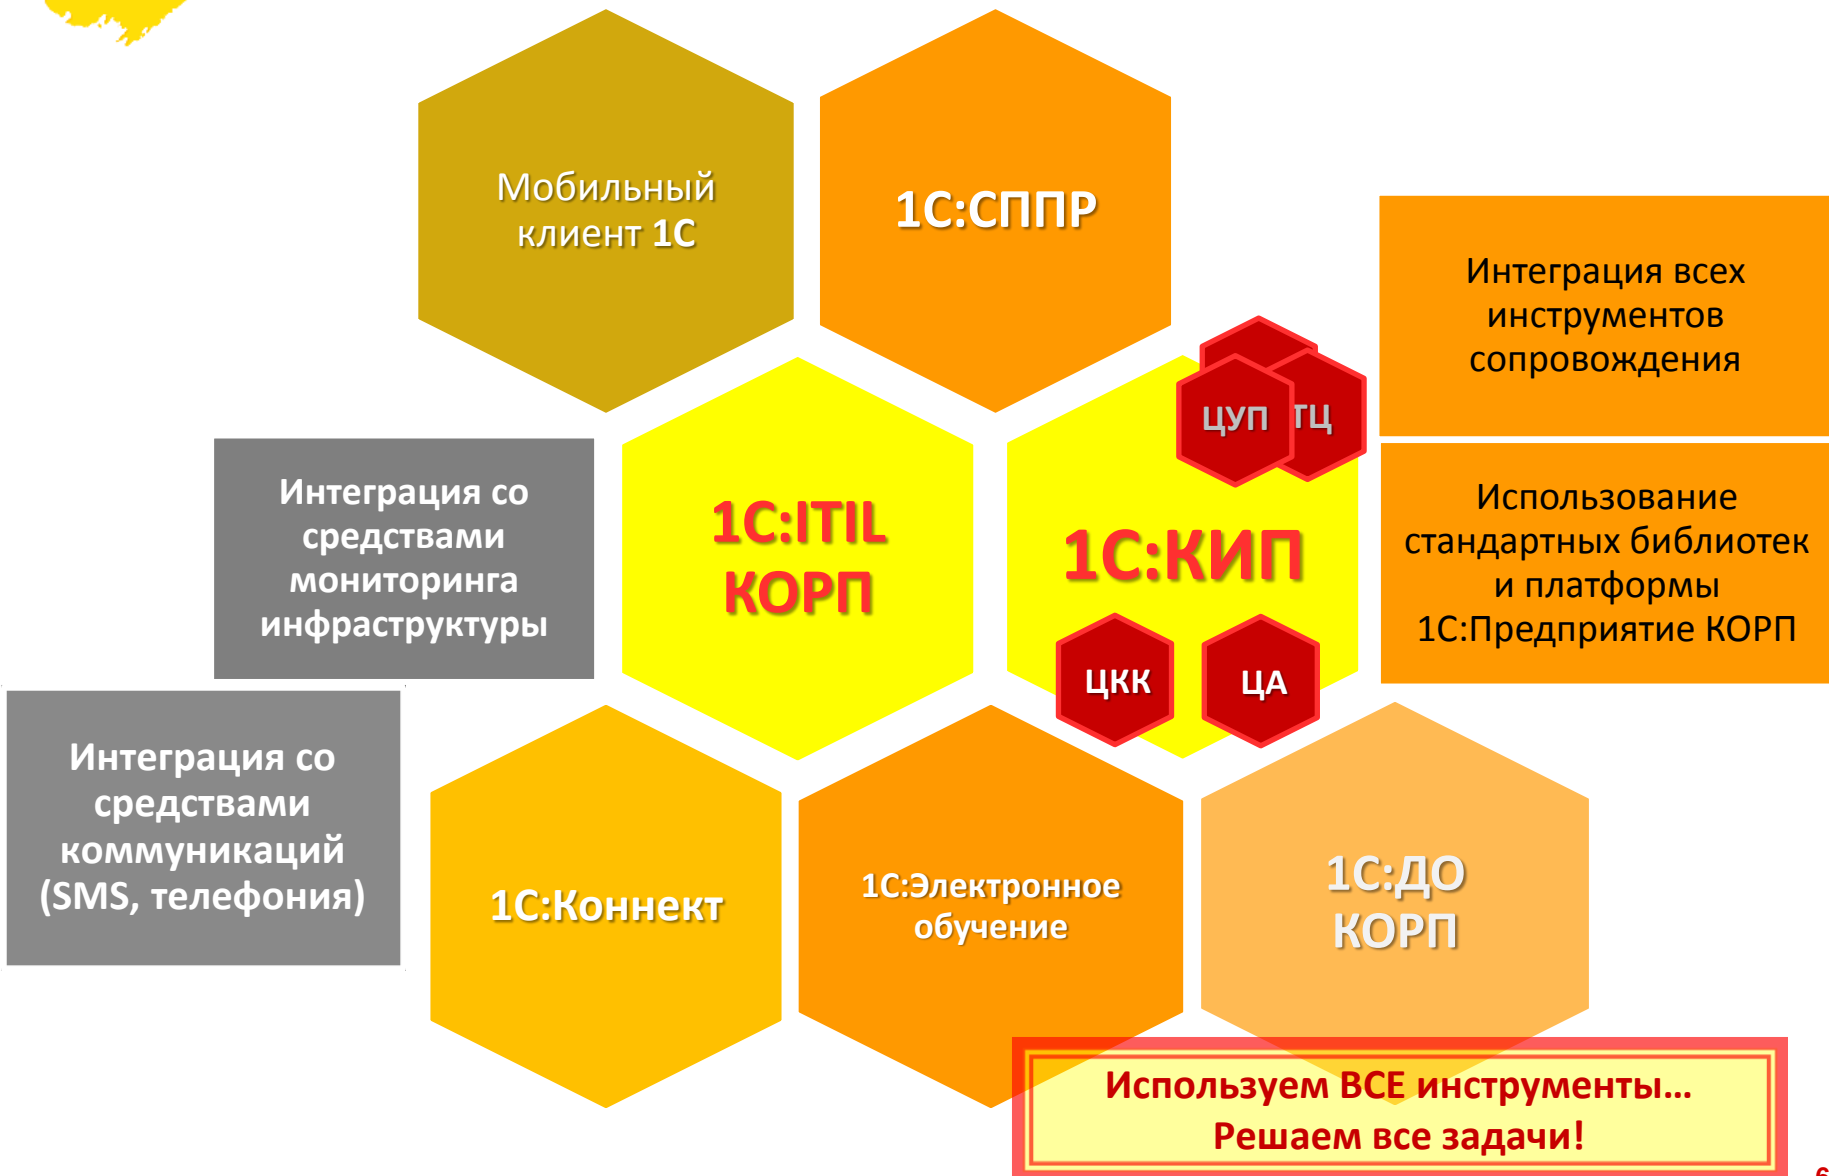 Мобильный
клиент 1С
1С:СППР
Интеграция всех
инструментов
сопровождения
ЦУП
ТЦ
Интеграция со
средствами
мониторинга
инфраструктуры
1С:ITIL
КОРП
1С:КИП
Использование
стандартных библиотек
и платформы
1С:Предприятие КОРП
ЦКК
ЦА
Интеграция со
средствами
коммуникаций
(SMS, телефония)
1С:Коннект
1С:Электронное
обучение
1С:ДО
КОРП
Используем ВСЕ инструменты...
Решаем все задачи!